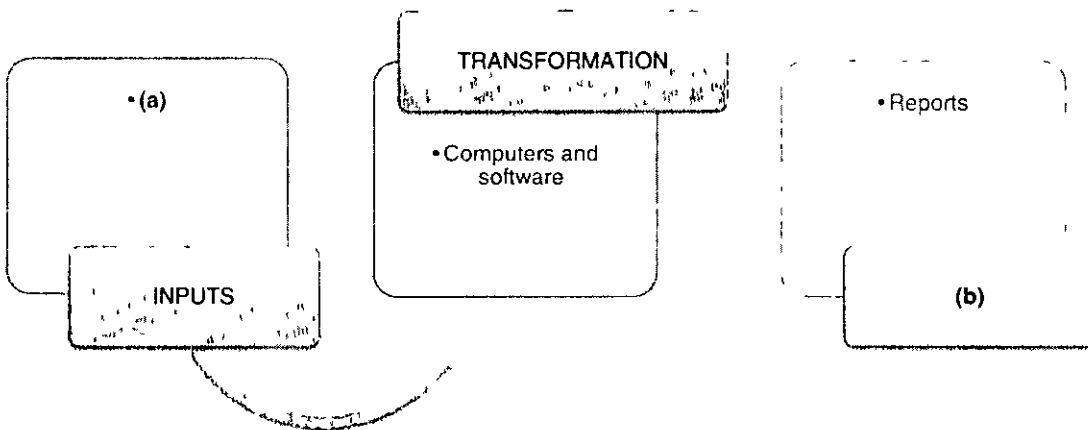 • (a)
INPUTS
TRANSFORMATION
• Computers and
software
• Reports
(b)